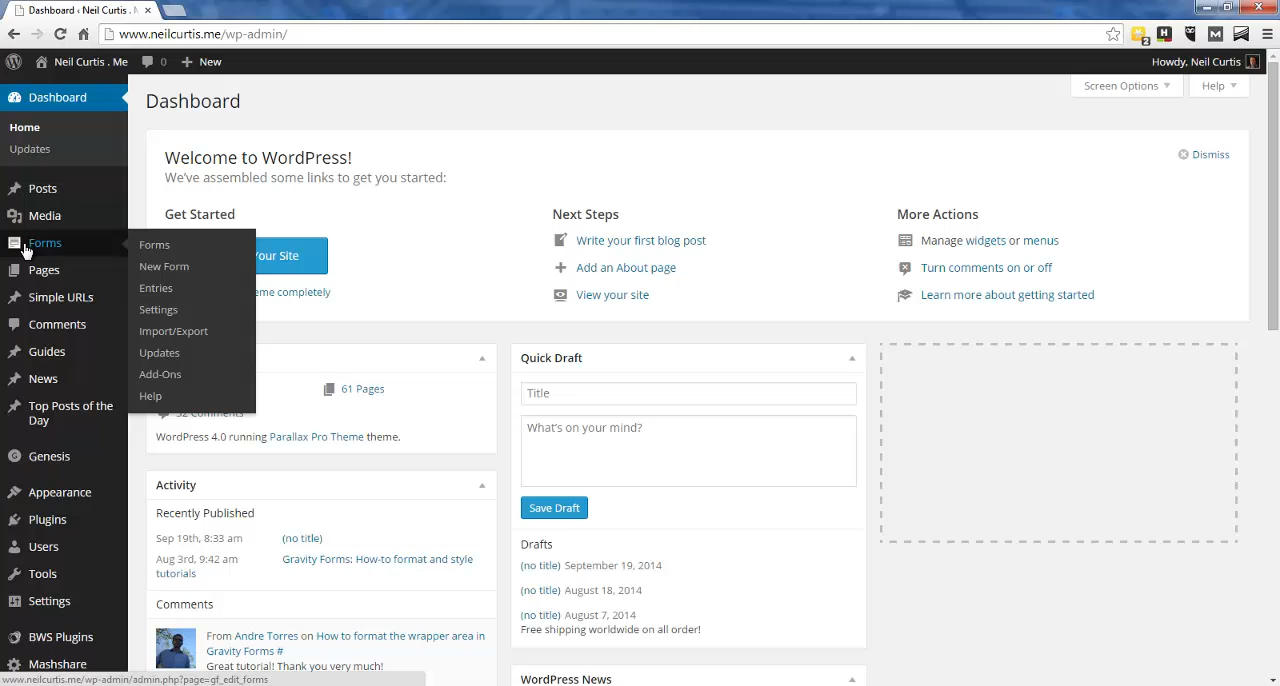 Dashboard ‹ Neil Curtis . M
www.neilcurtis.me/wp-admin/
2
Neil Curtis . Me
0
New
Howdy, Neil Curtis
Dashboard
Home
Updates
Posts
Media
Forms
Pages
Simple URLs
Comments
Guides
News
Top Posts of the
Day
Genesis
Appearance
Plugins
Users
Tools
Settings
BWS Plugins
Mashshare
Forms
New Form
Entries
Settings
Import/Export
Updates
Add-Ons
Help
Dashboard
Screen Options
Help
Welcome to WordPress!
Dismiss
We've assembled some links to get you started:
Get Started
Your Site
eme completely
Next Steps
Write your first blog post
Add an About page
View your site
More Actions
Manage widgets or menus
Turn comments on or off
Learn more about getting started
61 Pages
Comments
WordPress 4.0 running Parallax Pro Theme theme.
Activity
Recently Published
Sep 19th, 8:33 am (no title)
Aug 3rd, 9:42 am Gravity Forms: How-to format and style
tutorials
Comments
From Andre Torres on How to format the wrapper area in
Gravity Forms #
Great tutorial! Thank you very much!
Quick Draft
Title
What's on your mind?
Save Draft
Drafts
(no title) September 19, 2014
(no title) August 18, 2014
(no title) August 7, 2014
Free shipping worldwide on all order!
WordPress News
www.neilcurtis.me/wp-admin/admin.php?page=gf_edit_forms